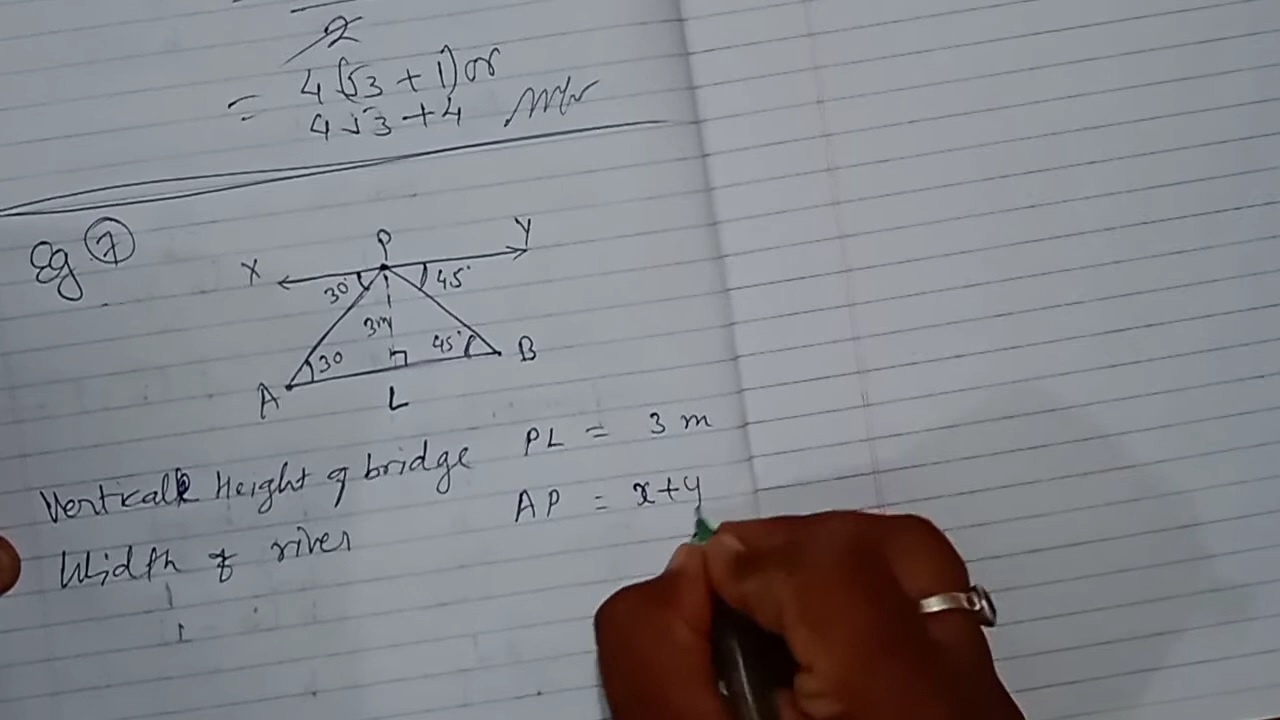 2
4(√3 + 1) or
= 4√3 + 4
Eg 7
P
X
Y
30°
45°
3m
30
45°
A
L
B
Vertical Height of bridge PL = 3 m
Width of river AP = x+y